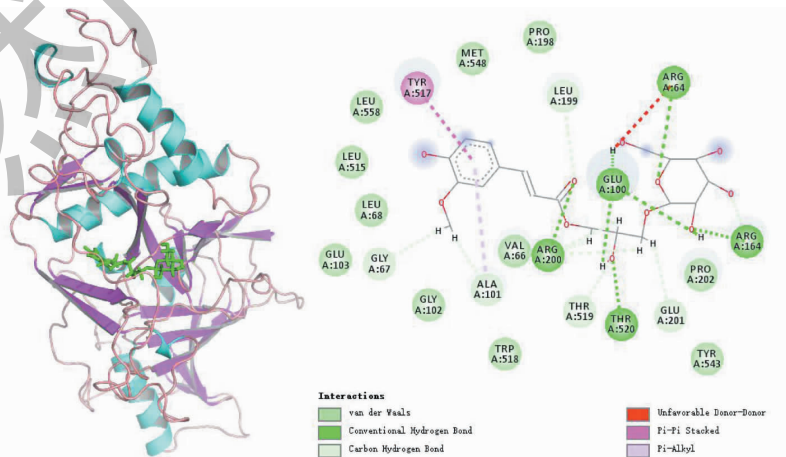 PRO
A:198
MET
A:548
TYR
A:517
LEU
A:199
ARG
A:64
LEU
A:558
H
O
GLU
A:100
LEU
A:515
LEU
A:68
VAL
A:66
ARG
A:200
ARG
A:164
GLU
A:103
GLY
A:67
H
H
ALA
A:101
PRO
A:202
GLY
A:102
THR
A:519
THR
A:520
GLU
A:201
TRP
A:518
TYR
A:543
Interactions
van der Waals
Conventional Hydrogen Bond
Carbon Hydrogen Bond
Unfavorable Donor-Donor
Pi-Pi Stacked
Pi-Alkyl